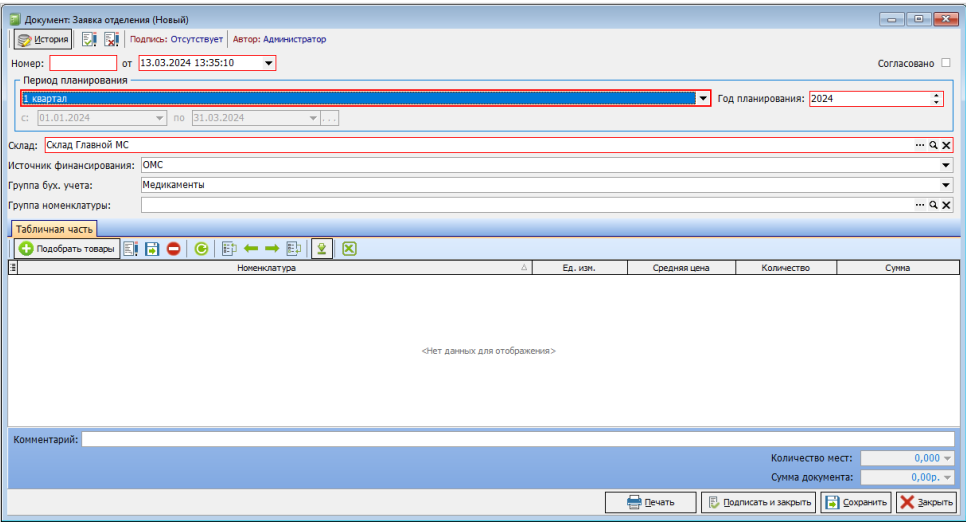 Документ: Заявка отделения (Новый)
История Подпись: Отсутствует Автор: Администратор
Номер: от 13.03.2024 13:35:10 Согласовано
Период планирования
1 квартал Год планирования: 2024
с: 01.01.2024 по 31.03.2024 ...
Склад: Склад Главной МС
Источник финансирования: ОМС
Группа бух. учета: Медикаменты
Группа номенклатуры:
Табличная часть
Подобрать товары
Номенклатура Ед. изм. Средняя цена Количество Сумма
<Нет данных для отображения>
Комментарий:
Количество мест: 0,000
Сумма документа: 0,00р.
Печать Подписать и закрыть Сохранить Закрыть